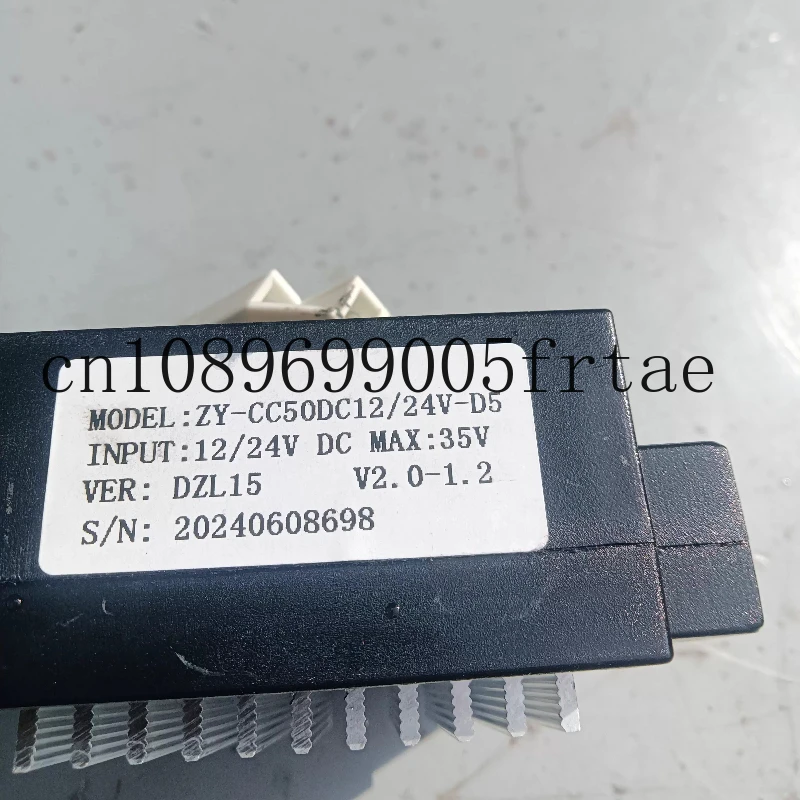 cn1089699005frtae
MODEL:ZY-CC50DC12/24V-D5
INPUT:12/24V DC MAX:35V
VER: DZL15 V2.0-1.2
S/N: 20240608698